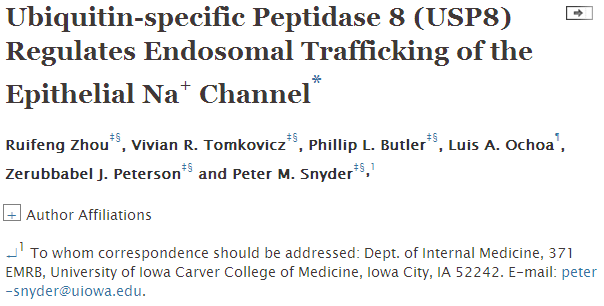 Ubiquitin-specific Peptidase 8 (USP8)
Regulates Endosomal Trafficking of the
Epithelial Na+ Channel*
Ruifeng Zhou‡§, Vivian R. Tomkovicz‡§, Phillip L. Butler‡§, Luis A. Ochoa¶,
Zerubbabel J. Peterson‡§ and Peter M. Snyder‡§,1
+ Author Affiliations
↵1 To whom correspondence should be addressed: Dept. of Internal Medicine, 371
EMRB, University of Iowa Carver College of Medicine, Iowa City, IA 52242. E-mail: peter
-snyder@uiowa.edu.